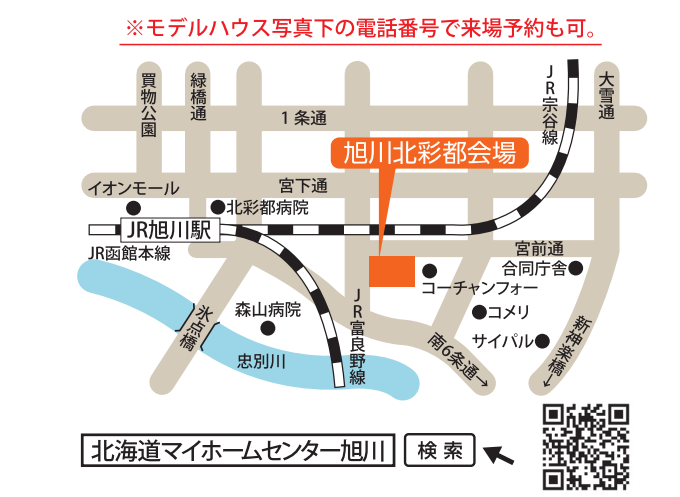 ※モデルハウス写真下の電話番号で来場予約も可。
買物公園
緑橋通
JR宗谷線
大雪通
1条通
旭川北彩都会場
イオンモール
宮下通
北彩都病院
JR旭川駅
JR函館本線
宮前通
合同庁舎
コーチャンフォー
JR富良野線
森山病院
氷点橋
コメリ
サイパル
新神楽橋→
南6条通→
忠別川
北海道マイホームセンター旭川
検索